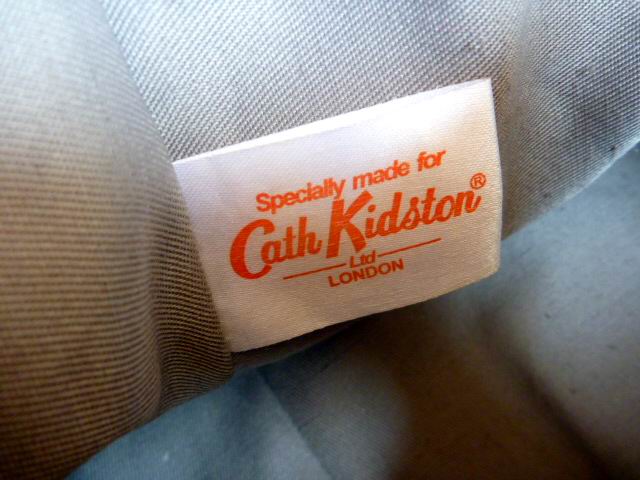 Specially made for
Cath Kidston®
Ltd
LONDON